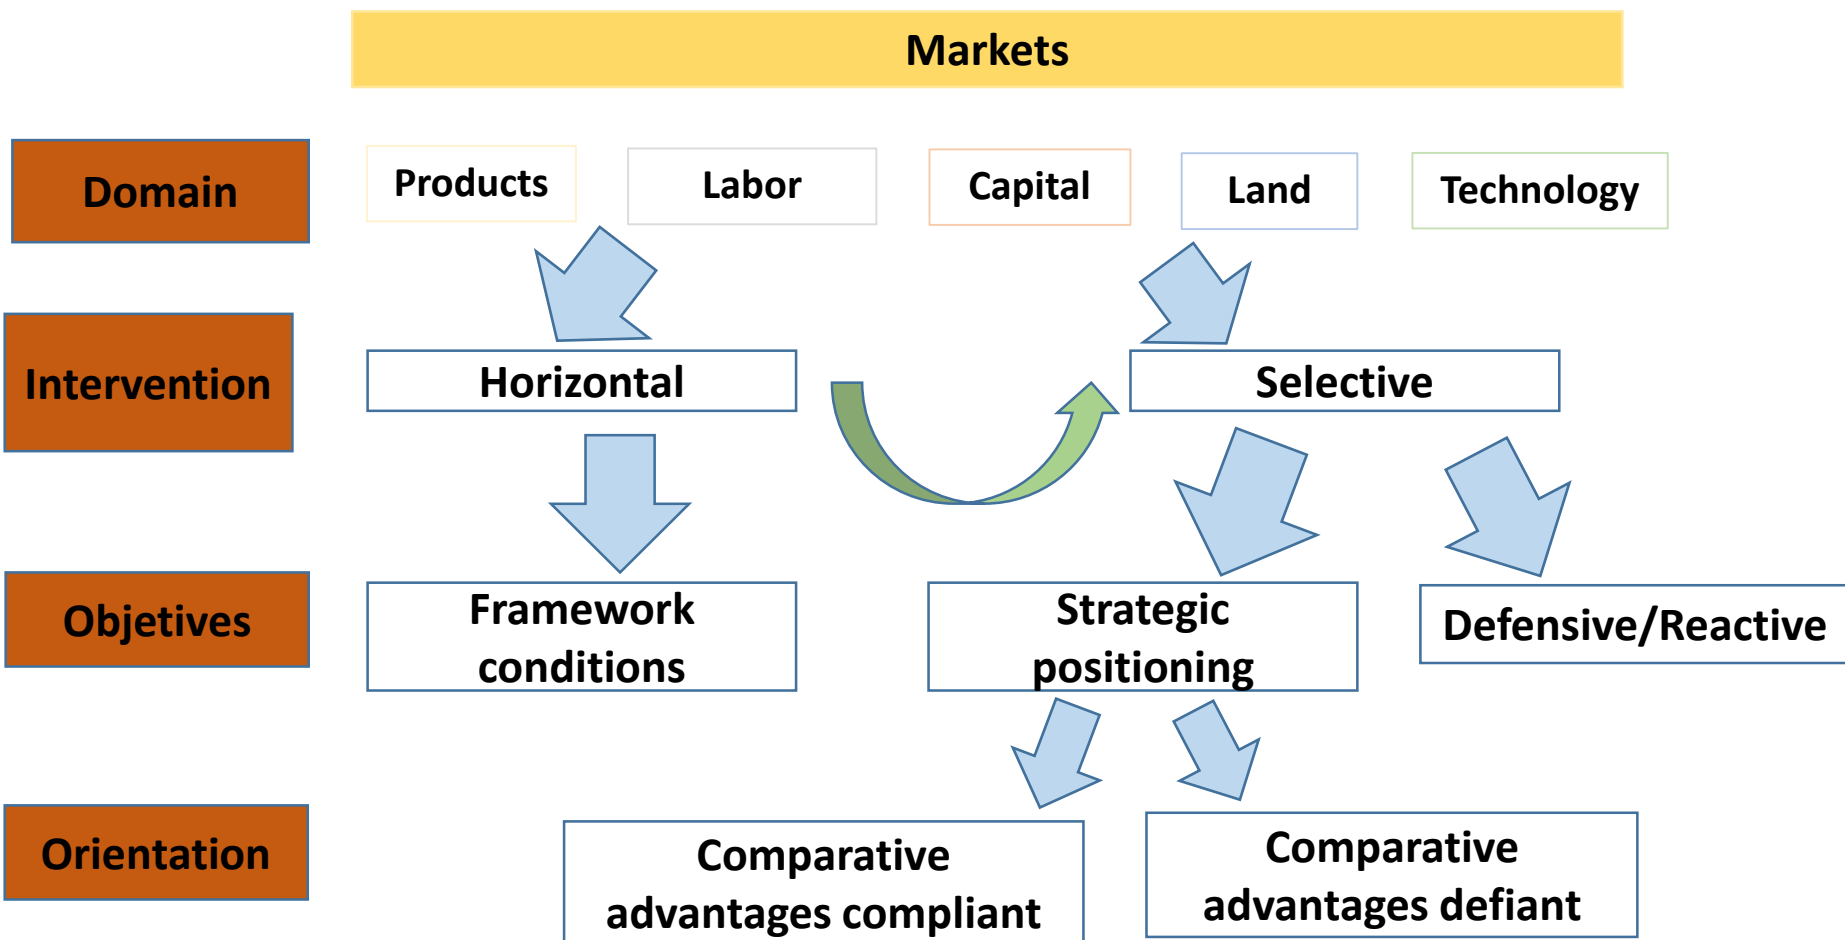 Markets
Domain
Products
Labor
Capital
Land
Technology
Intervention
Horizontal
Selective
Objetives
Framework
conditions
Strategic
positioning
Defensive/Reactive
Orientation
Comparative
advantages compliant
Comparative
advantages defiant